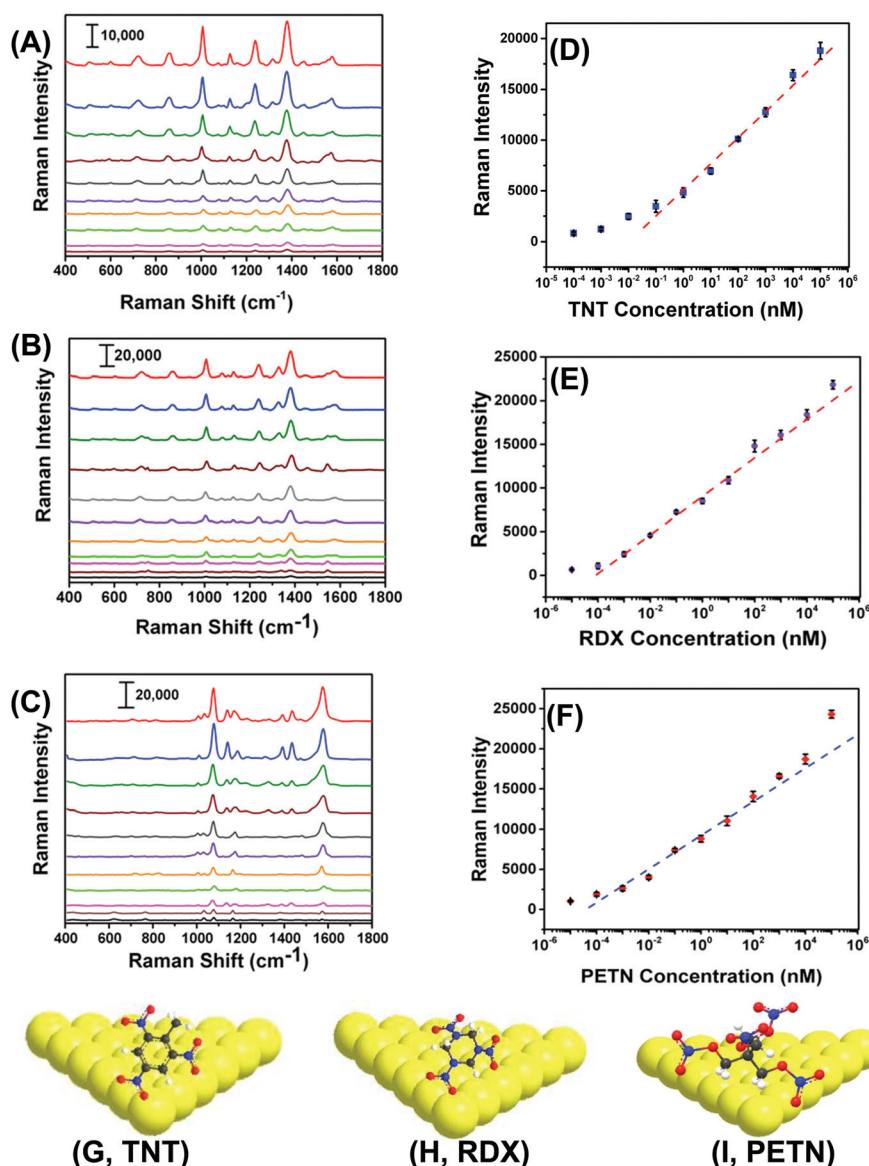 (A)
10,000
Raman Intensity
400 600 800 1000 1200 1400 1600 1800
Raman Shift (cm-1)
(D)
20000
15000
10000
5000
0
Raman Intensity
10-5 10-4 10-3 10-2 10-1 100 101 102 103 104 105 106
TNT Concentration (nM)
(B)
20,000
Raman Intensity
400 600 800 1000 1200 1400 1600 1800
Raman Shift (cm-1)
(E)
25000
20000
15000
10000
5000
0
Raman Intensity
10-6 10-4 10-2 100 102 104 106
RDX Concentration (nM)
(C)
20,000
Raman Intensity
400 600 800 1000 1200 1400 1600 1800
Raman Shift (cm-1)
(F)
25000
20000
15000
10000
5000
0
Raman Intensity
10-6 10-4 10-2 100 102 104 106
PETN Concentration (nM)
(G, TNT)
(H, RDX)
(I, PETN)